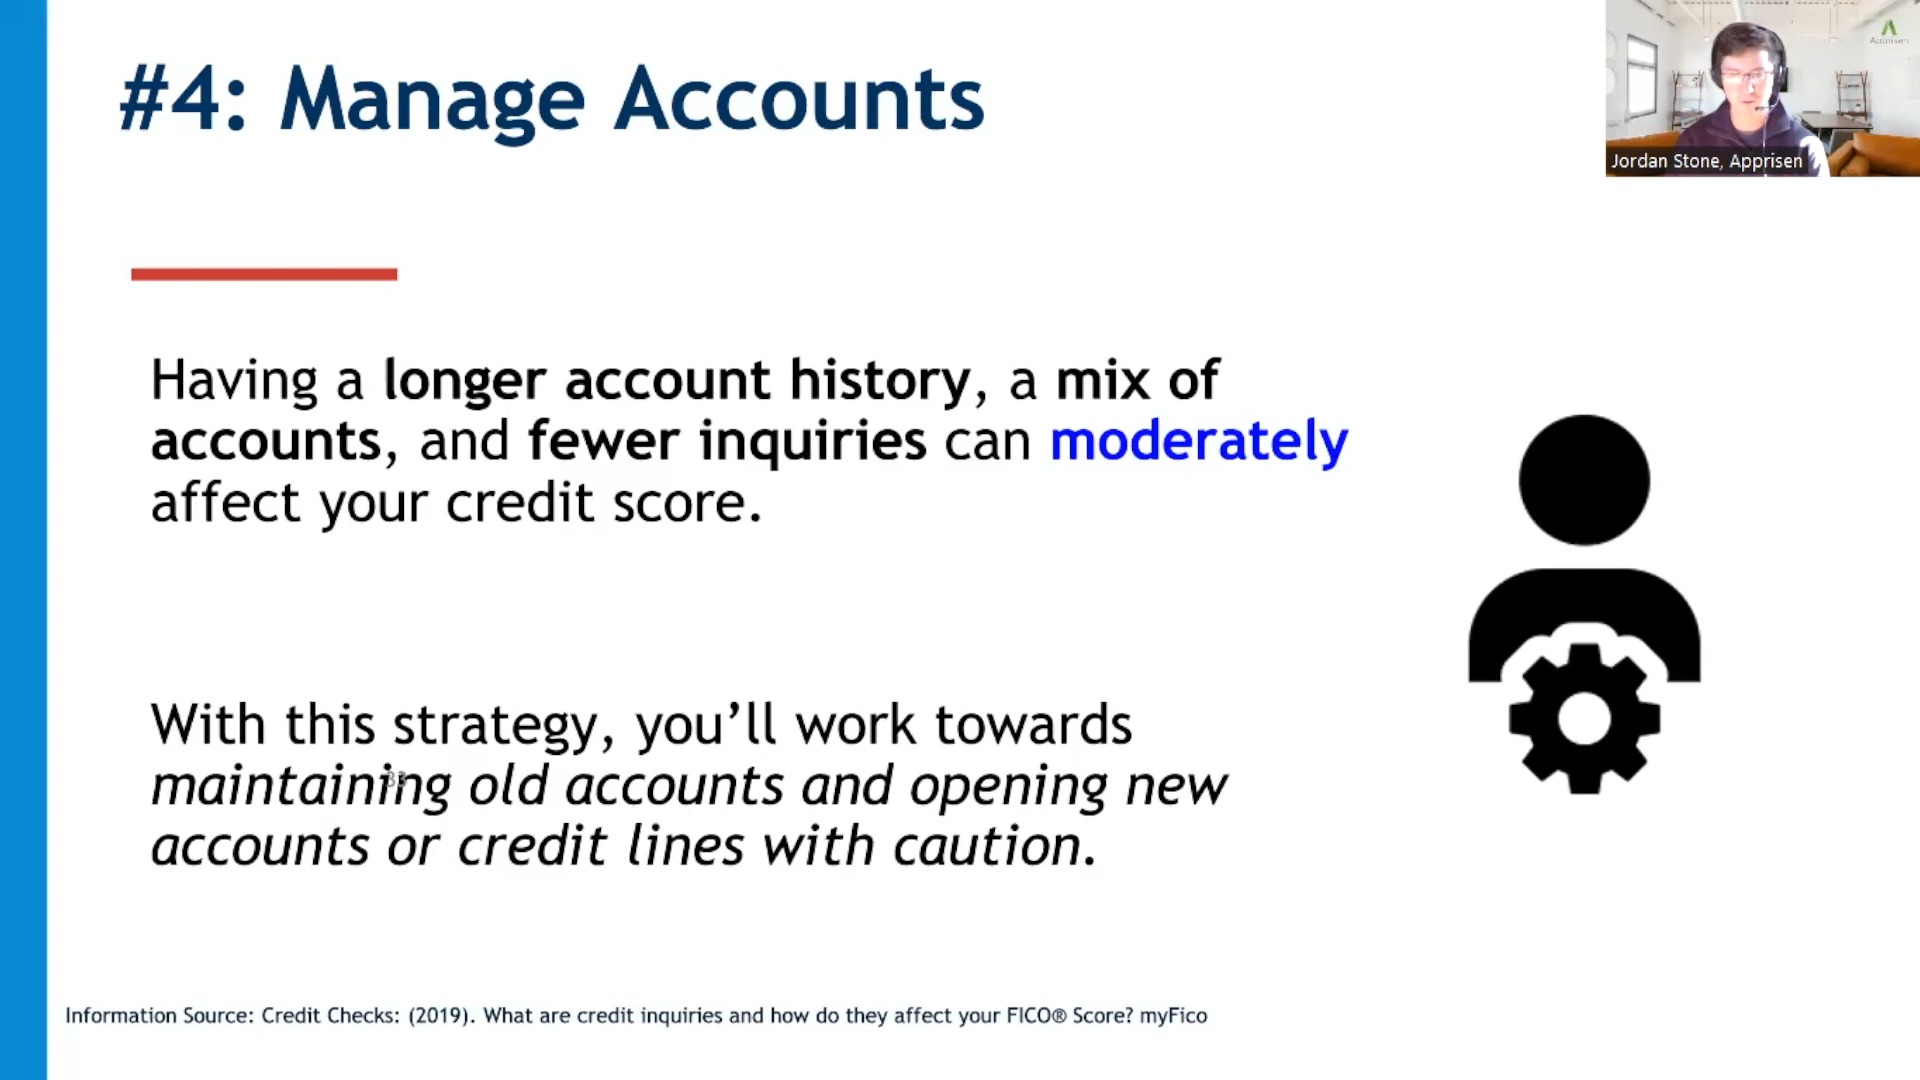 #4: Manage Accounts
Apprisen
Jordan Stone, Apprisen
Having a longer account history, a mix of
accounts, and fewer inquiries can moderately
affect your credit score.
With this strategy, you’ll work towards
maintaining old accounts and opening new
accounts or credit lines with caution.
33
Information Source: Credit Checks: (2019). What are credit inquiries and how do they affect your FICO® Score? myFico